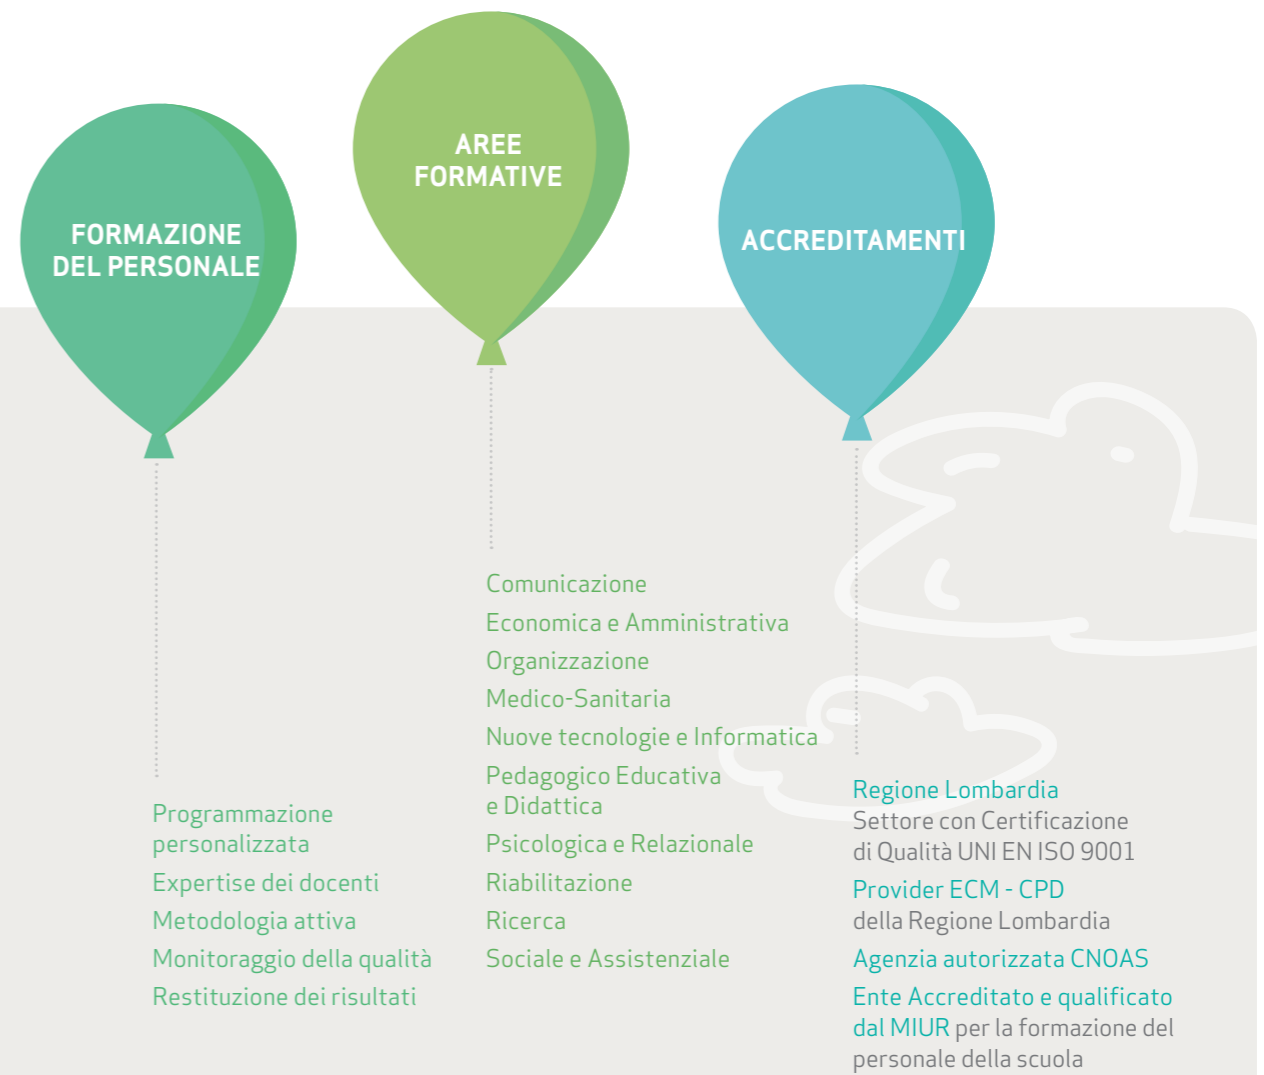 FORMAZIONE
DEL PERSONALE
AREE
FORMATIVE
ACCREDITAMENTI
Programmazione
personalizzata
Expertise dei docenti
Metodologia attiva
Monitoraggio della qualità
Restituzione dei risultati
Comunicazione
Economica e Amministrativa
Organizzazione
Medico-Sanitaria
Nuove tecnologie e Informatica
Pedagogico Educativa
e Didattica
Psicologica e Relazionale
Riabilitazione
Ricerca
Sociale e Assistenziale
Regione Lombardia
Settore con Certificazione
di Qualità UNI EN ISO 9001
Provider ECM - CPD
della Regione Lombardia
Agenzia autorizzata CNOAS
Ente Accreditato e qualificato
dal MIUR per la formazione del
personale della scuola